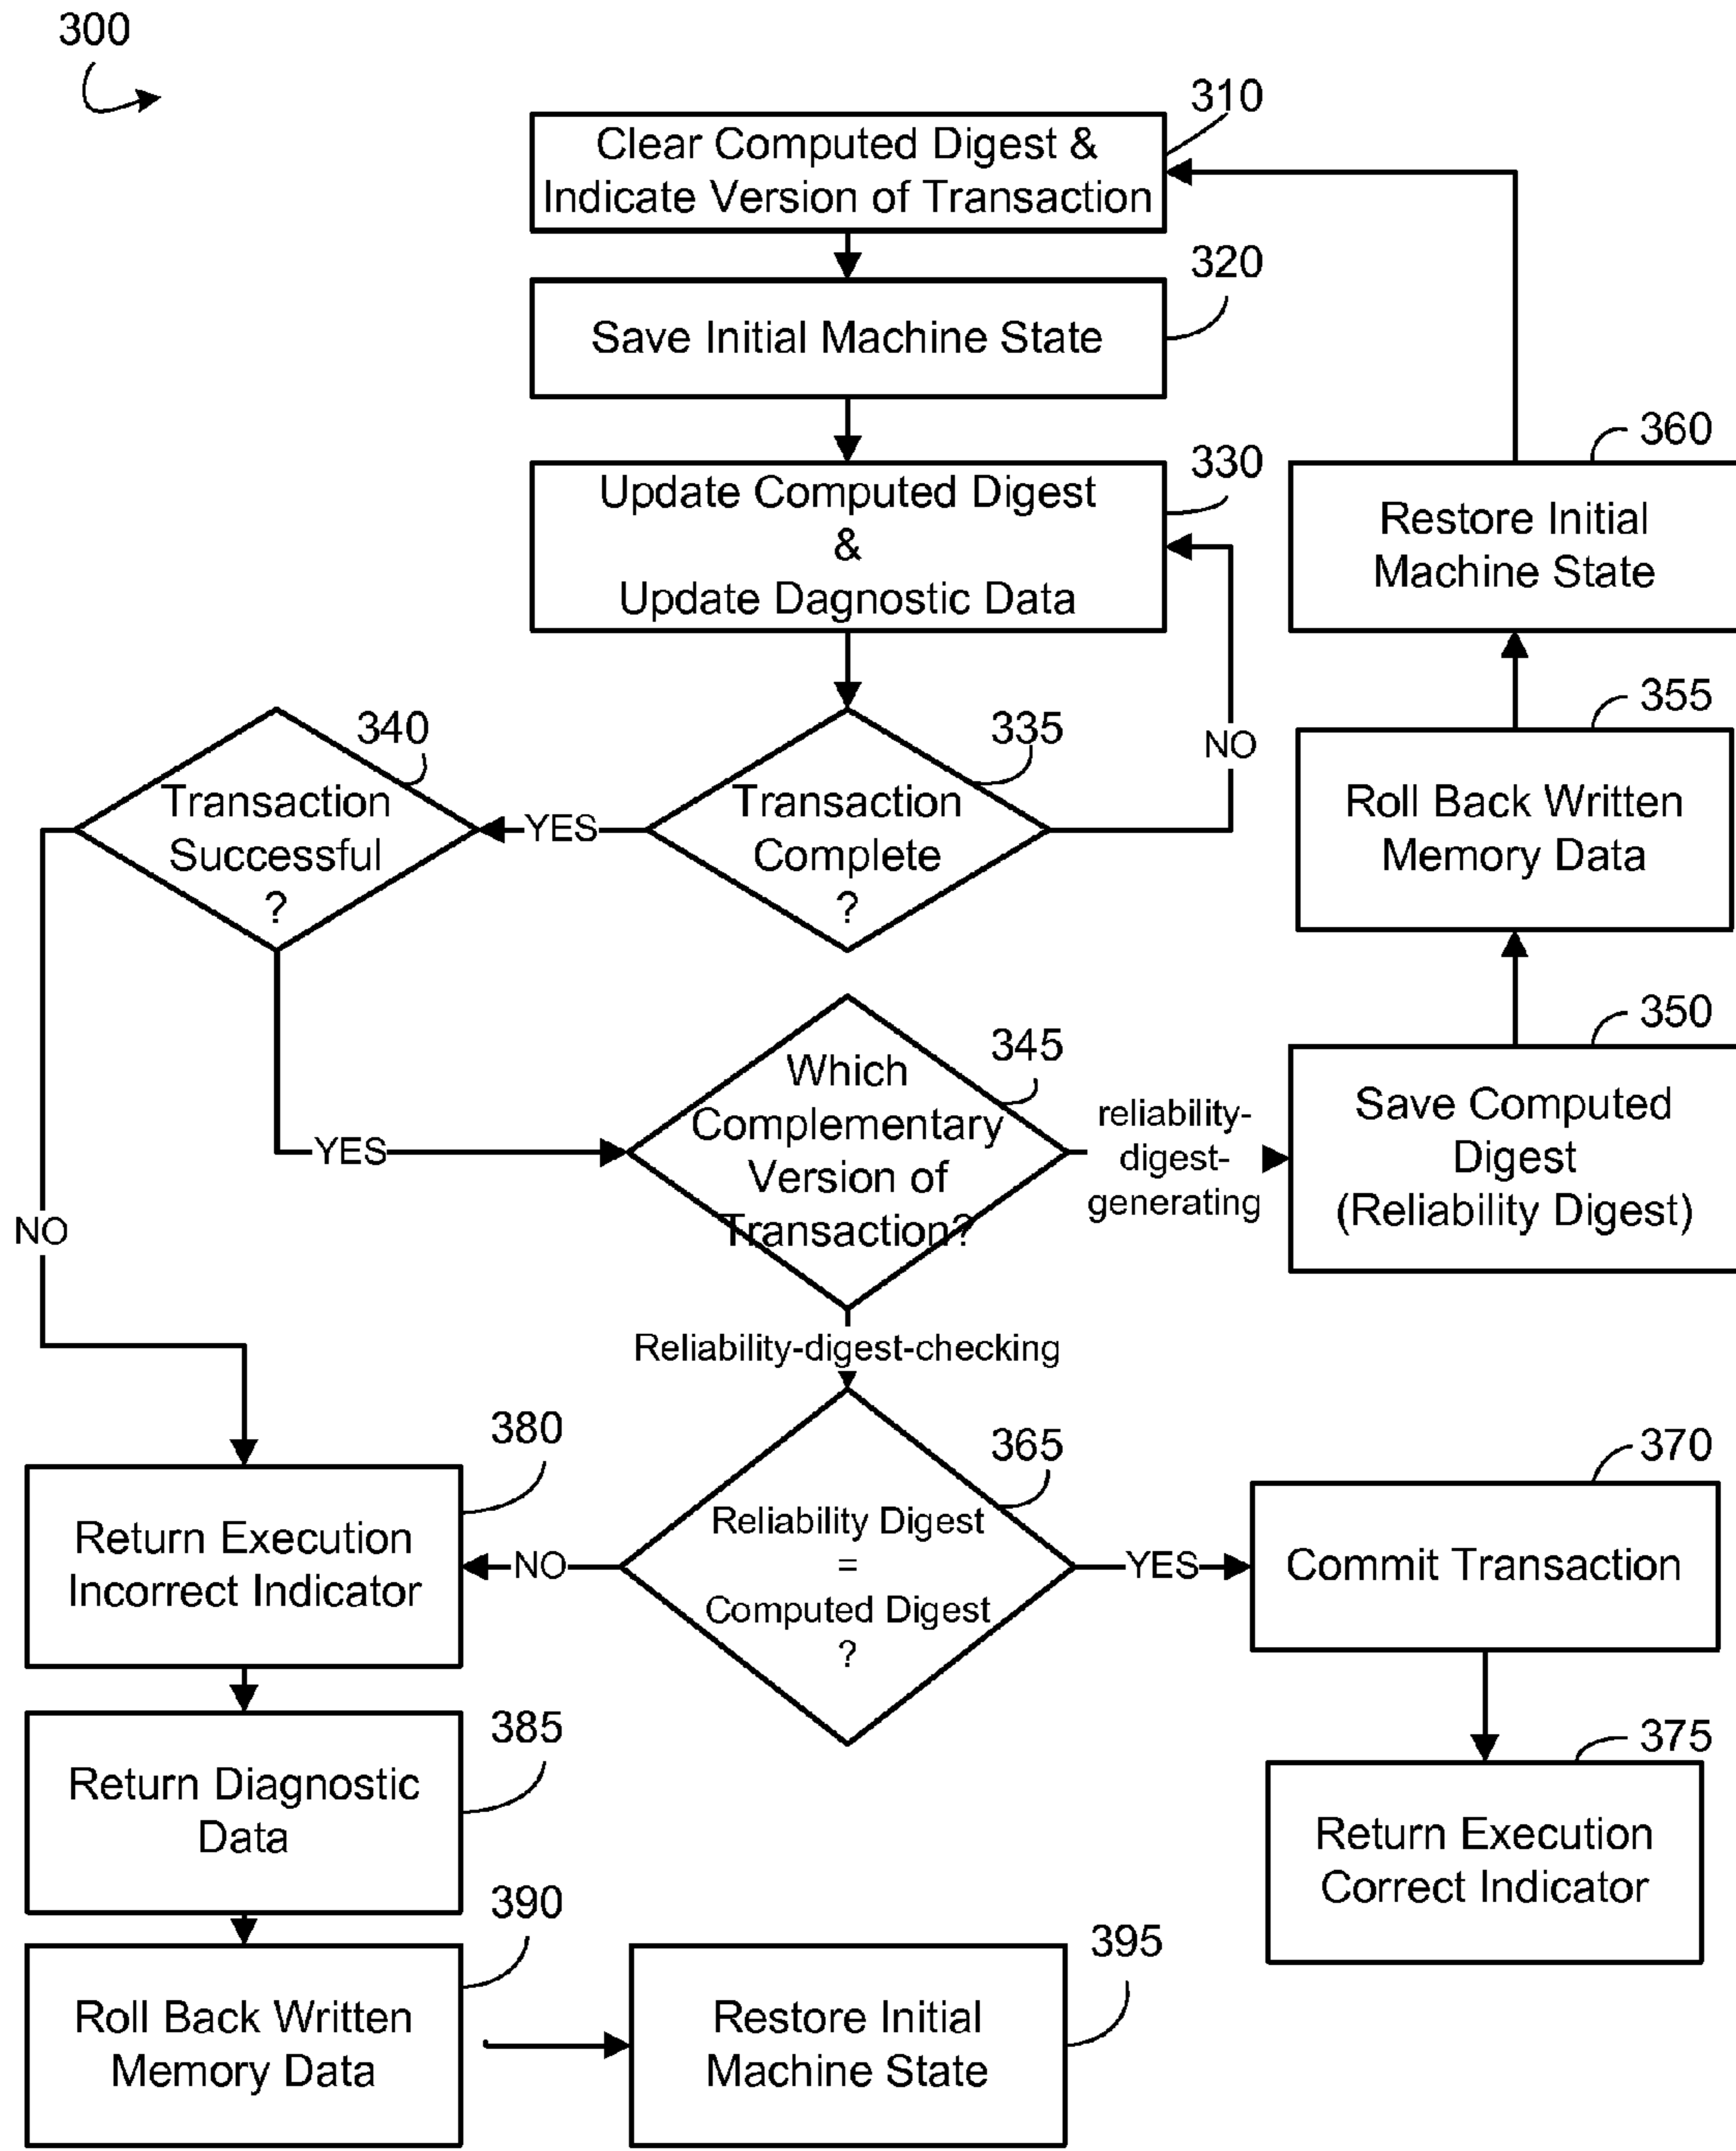 300
310
Clear Computed Digest &
Indicate Version of Transaction
320
Save Initial Machine State
330
Update Computed Digest
&
Update Dagnostic Data
360
Restore Initial
Machine State
340
Transaction
Successful
?
YES
335
Transaction
Complete
?
NO
355
Roll Back Written
Memory Data
345
Which
Complementary
Version of
Transaction?
YES
reliability-
digest-
generating
350
Save Computed
Digest
(Reliability Digest)
NO
Reliability-digest-checking
380
Return Execution
Incorrect Indicator
NO
365
Reliability Digest
=
Computed Digest
?
YES
370
Commit Transaction
385
Return Diagnostic
Data
375
Return Execution
Correct Indicator
390
Roll Back Written
Memory Data
395
Restore Initial
Machine State